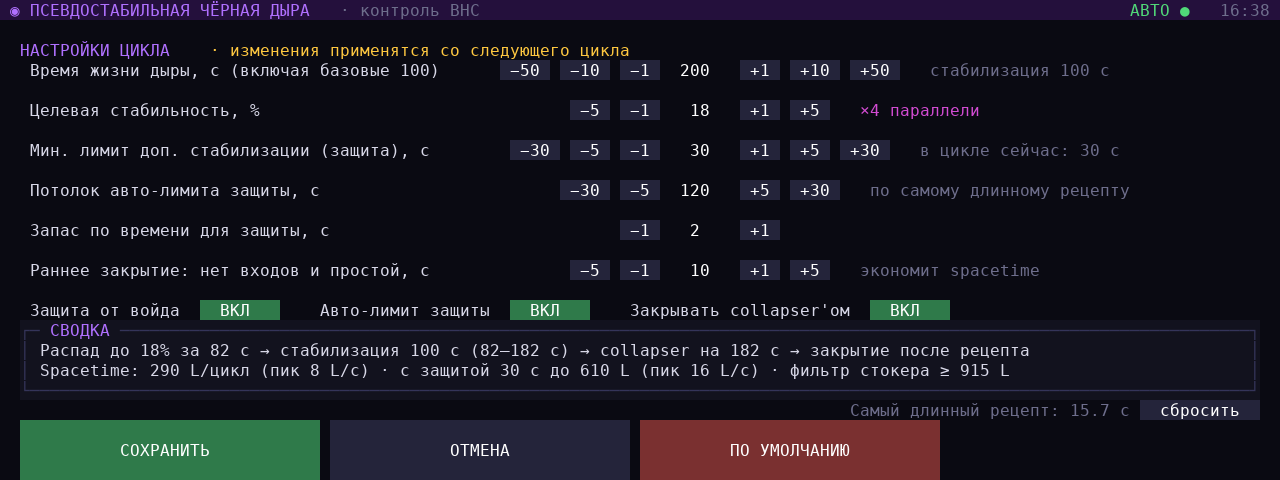 ◉ ПСЕВДОСТАБИЛЬНАЯ ЧЁРНАЯ ДЫРА · контроль ВНС АВТО ● 16:38
НАСТРОЙКИ ЦИКЛА · изменения применятся со следующего цикла
Время жизни дыры, с (включая базовые 100) −50 −10 −1 200 +1 +10 +50 стабилизация 100 с
Целевая стабильность, % −5 −1 18 +1 +5 ×4 параллели
Мин. лимит доп. стабилизации (защита), с −30 −5 −1 30 +1 +5 +30 в цикле сейчас: 30 с
Потолок авто-лимита защиты, с −30 −5 120 +5 +30 по самому длинному рецепту
Запас по времени для защиты, с −1 2 +1
Раннее закрытие: нет входов и простой, с −5 −1 10 +1 +5 экономит spacetime
Защита от войда ВКЛ Авто-лимит защиты ВКЛ Закрывать collapser'ом ВКЛ
СВОДКА
Распад до 18% за 82 с → стабилизация 100 с (82–182 с) → collapser на 182 с → закрытие после рецепта
Spacetime: 290 L/цикл (пик 8 L/с) · с защитой 30 с до 610 L (пик 16 L/с) · фильтр стокера ≥ 915 L
Самый длинный рецепт: 15.7 с сбросить
СОХРАНИТЬ ОТМЕНА ПО УМОЛЧАНИЮ